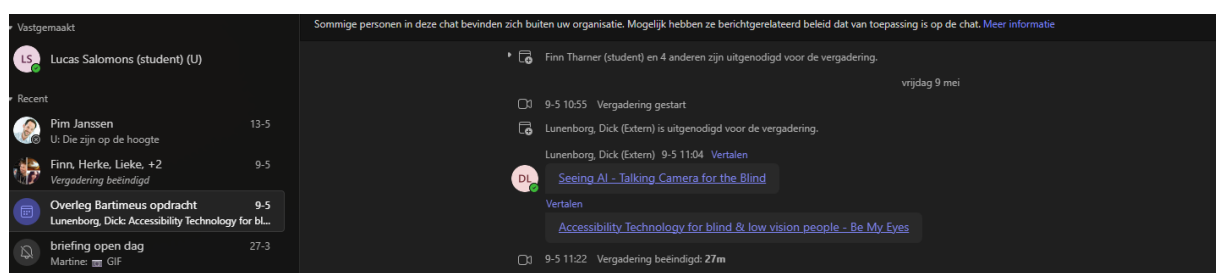 Vastgemaakt
LS
Lucas Salomons (student) (U)
Recent
Pim Janssen 13-5
U: Die zijn op de hoogte
Finn, Herke, Lieke, +2 9-5
Vergadering beëindigd
Overleg Bartimeus opdracht 9-5
Lunenborg, Dick: Accessibility Technology for bl...
briefing open dag 27-3
Martine: GIF
Sommige personen in deze chat bevinden zich buiten uw organisatie. Mogelijk hebben ze berichtgerelateerd beleid dat van toepassing is op de chat. Meer informatie
Finn Tharner (student) en 4 anderen zijn uitgenodigd voor de vergadering.
vrijdag 9 mei
9-5 10:55 Vergadering gestart
Lunenborg, Dick (Extern) is uitgenodigd voor de vergadering.
Lunenborg, Dick (Extern) 9-5 11:04 Vertalen
DL
Seeing AI - Talking Camera for the Blind
Vertalen
Accessibility Technology for blind & low vision people - Be My Eyes
9-5 11:22 Vergadering beëindigd: 27m